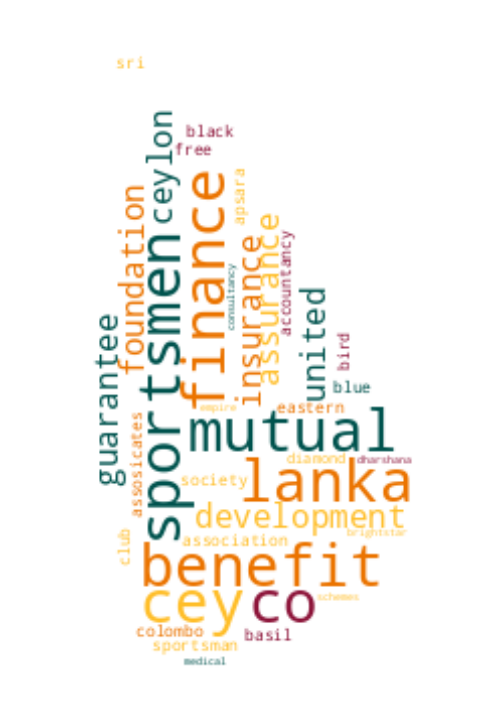 sri
black
free
ceylon
finance
apsara
foundation
sportsmen
insurance
assurance
accountancy
consultancy
united
guarantee
bird
blue
empire
eastern
mutual
assosicates
society
diamond
dharshana
lanka
development
club
association
brightstar
benefit
cey
co
schemes
colombo
basil
sportsman
medical